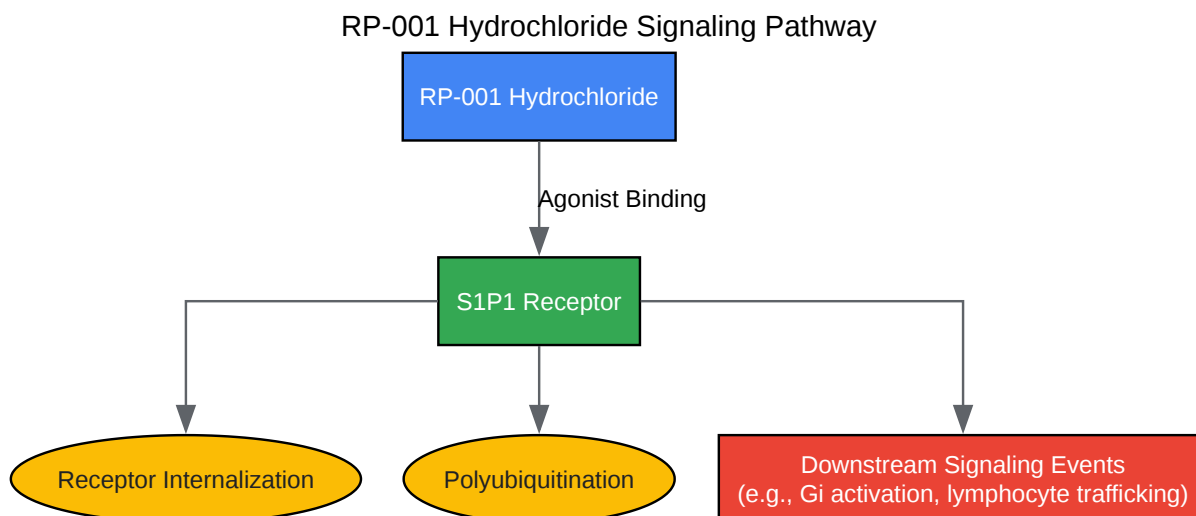 RP-001 Hydrochloride Signaling Pathway
RP-001 Hydrochloride
Agonist Binding
S1P1 Receptor
Receptor Internalization
Polyubiquitination
Downstream Signaling Events
(e.g., Gi activation, lymphocyte trafficking)